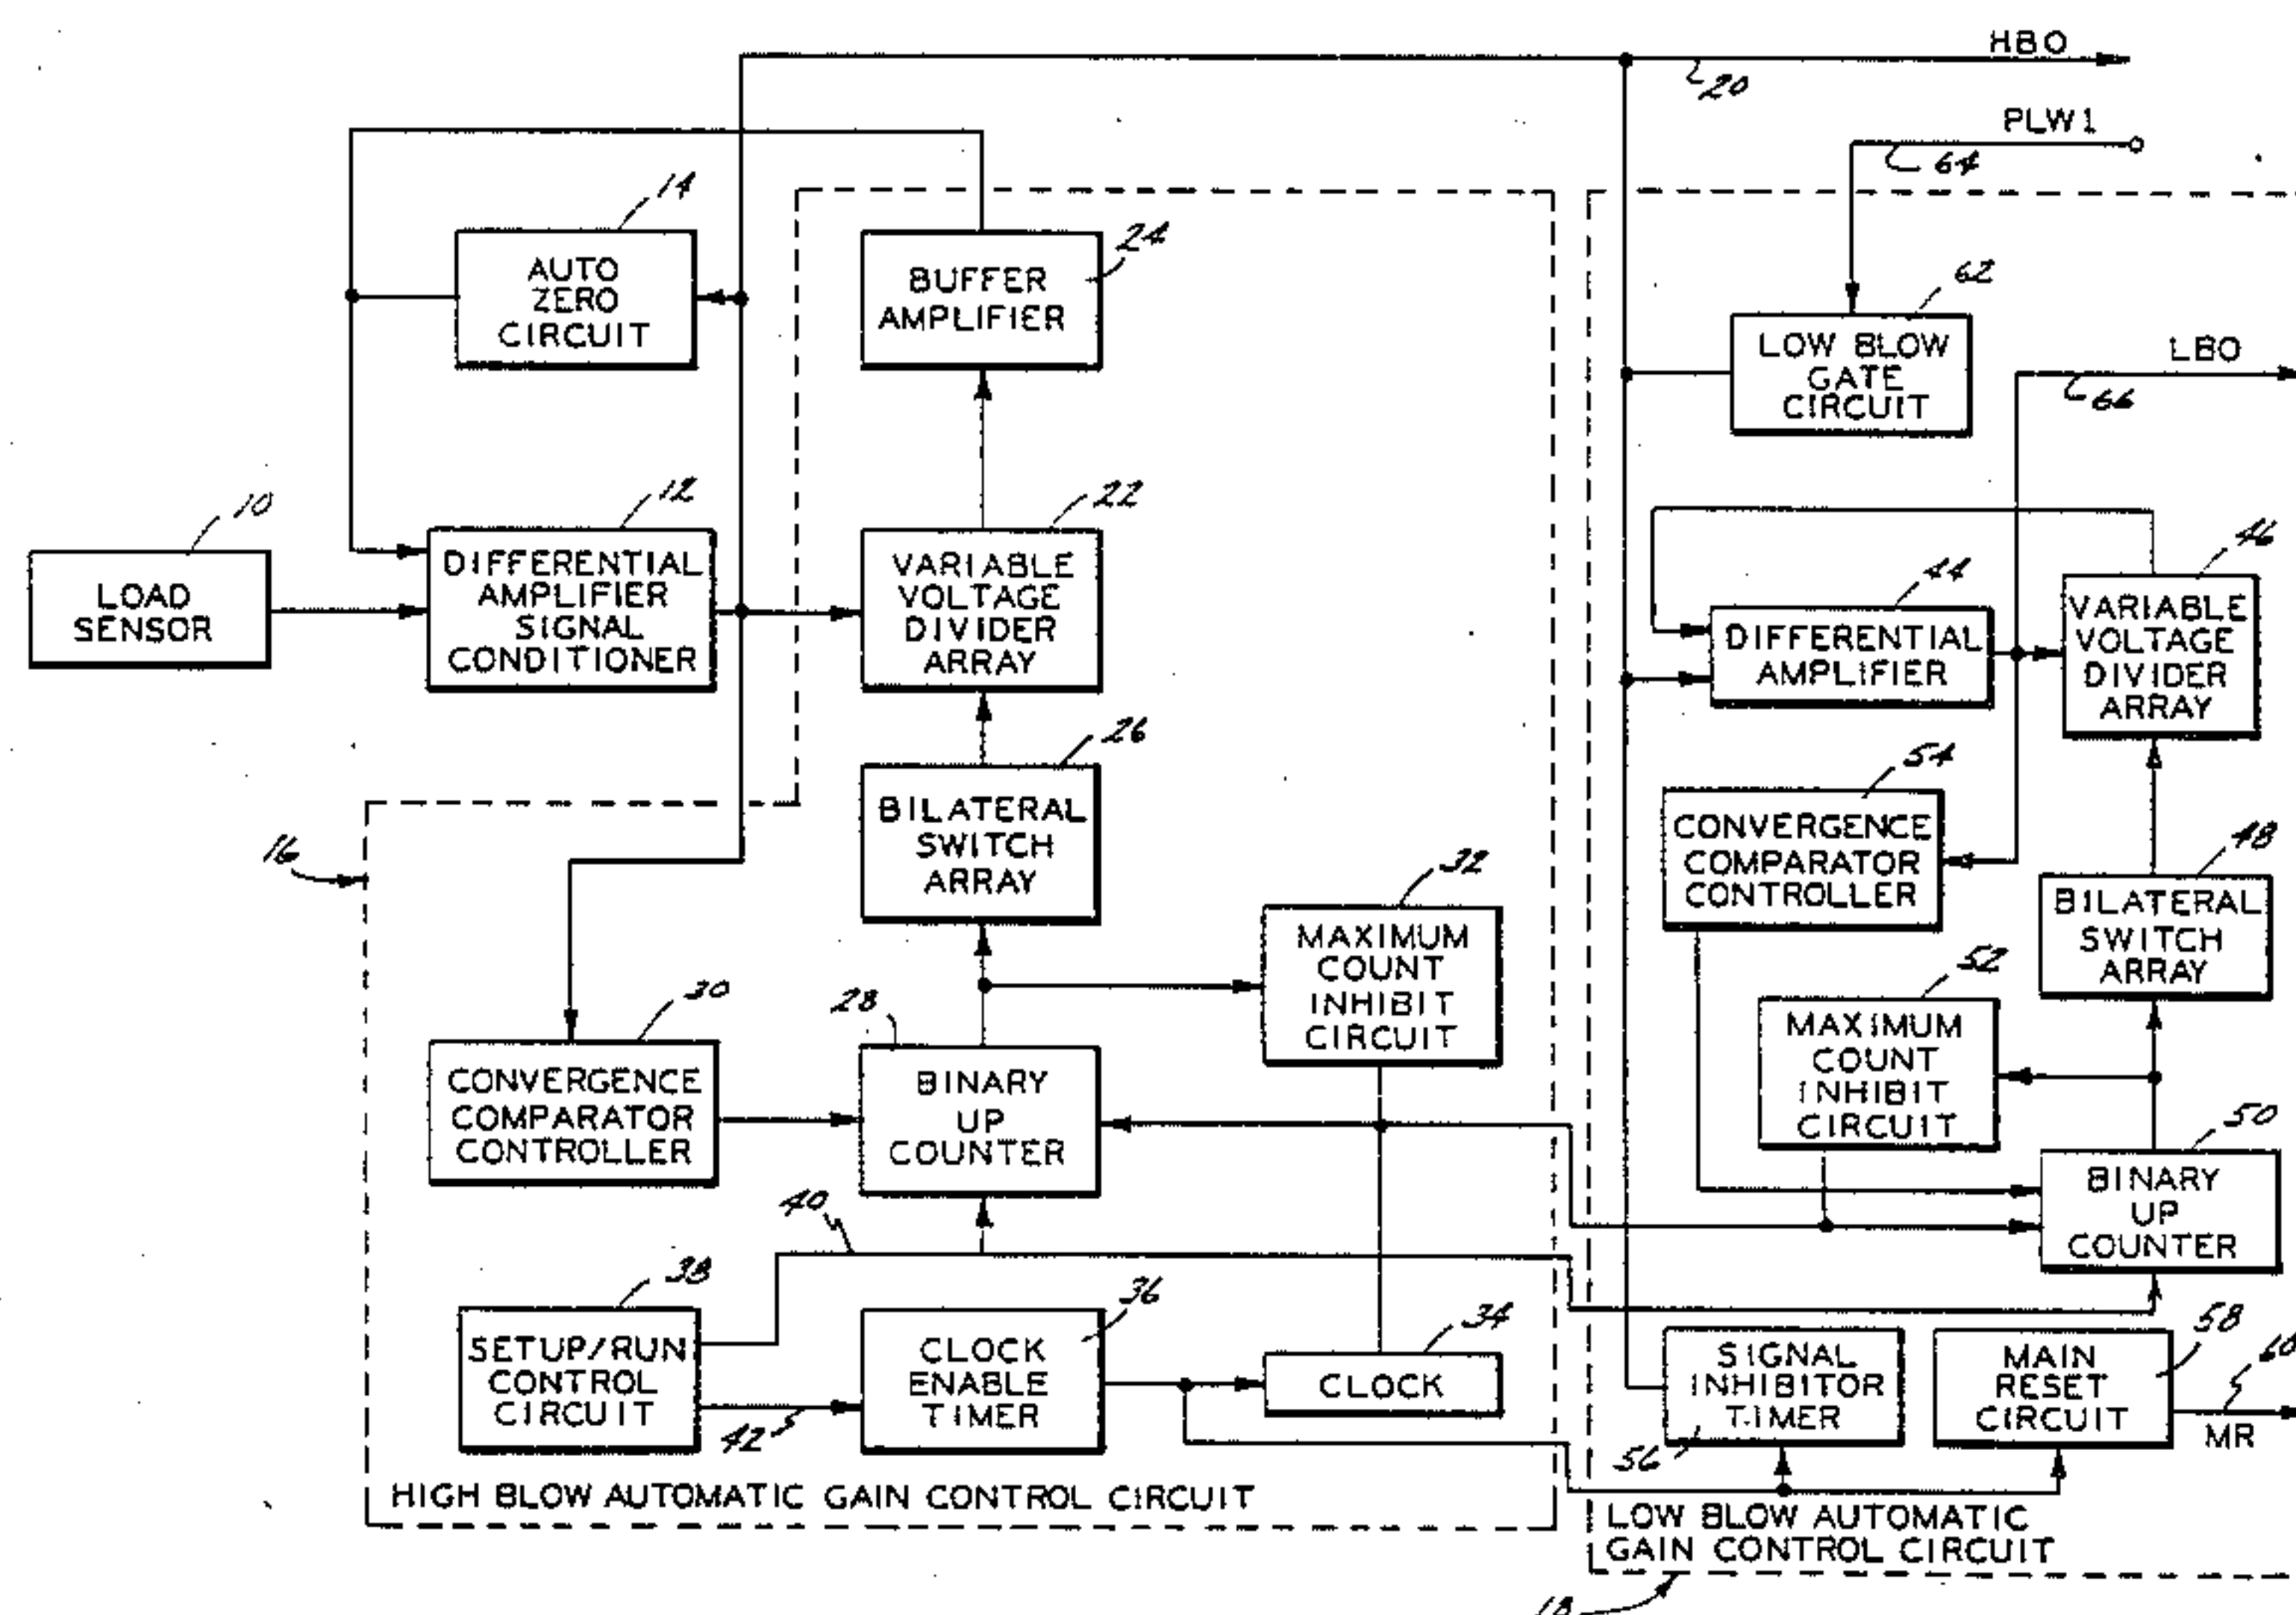 HBO
20
PLW1
64
14
AUTO
ZERO
CIRCUIT
24
BUFFER
AMPLIFIER
62
LOW BLOW
GATE
CIRCUIT
LBO
66
10
LOAD
SENSOR
12
DIFFERENTIAL
AMPLIFIER
SIGNAL
CONDITIONER
22
VARIABLE
VOLTAGE
DIVIDER
ARRAY
44
DIFFERENTIAL
AMPLIFIER
46
VARIABLE
VOLTAGE
DIVIDER
ARRAY
26
BILATERAL
SWITCH
ARRAY
16
54
CONVERGENCE
COMPARATOR
CONTROLLER
48
BILATERAL
SWITCH
ARRAY
32
MAXIMUM
COUNT
INHIBIT
CIRCUIT
30
CONVERGENCE
COMPARATOR
CONTROLLER
28
BINARY
UP
COUNTER
52
MAXIMUM
COUNT
INHIBIT
CIRCUIT
50
BINARY
UP
COUNTER
40
38
SETUP/RUN
CONTROL
CIRCUIT
42
36
CLOCK
ENABLE
TIMER
34
CLOCK
SIGNAL
INHIBITOR
TIMER
56
58
MAIN
RESET
CIRCUIT
60
MR
HIGH BLOW AUTOMATIC GAIN CONTROL CIRCUIT
LOW BLOW AUTOMATIC
GAIN CONTROL CIRCUIT
18